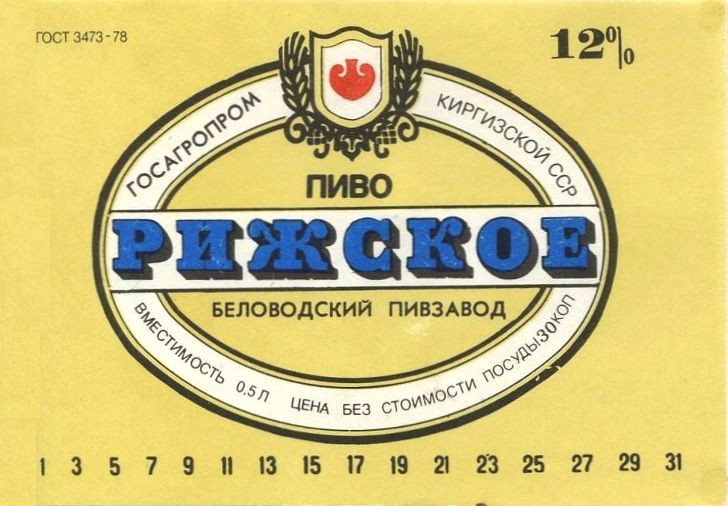 ГОСТ 3473-78
12%
ГОСАГРОПРОМ КИРГИЗСКОЙ ССР
ПИВО
РИЖСКОЕ
БЕЛОВОДСКИЙ ПИВЗАВОД
ВМЕСТИМОСТЬ 0.5 Л ЦЕНА БЕЗ СТОИМОСТИ ПОСУДЫ 30 КОП
1 3 5 7 9 11 13 15 17 19 21 23 25 27 29 31